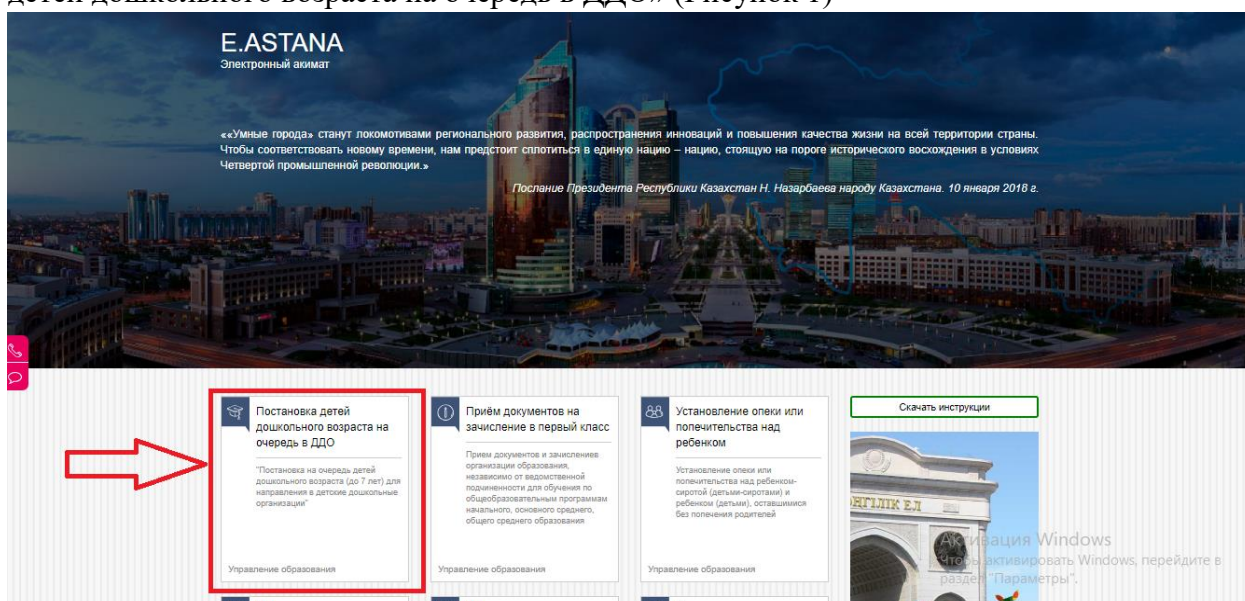 детей дошкольного возраста на очередь в ДДО» (Рисунок 1)
E.ASTANA
Электронный акимат
««Умные города» станут локомотивами регионального развития, распространения инноваций и повышения качества жизни на всей территории страны.
Чтобы соответствовать новому времени, нам предстоит сплотиться в единую нацию – нацию, стоящую на пороге исторического восхождения в условиях
Четвертой промышленной революции.»
Послание Президента Республики Казахстан Н. Назарбаева народу Казахстана. 10 января 2018 г.
Постановка детей
дошкольного возраста на
очередь в ДДО
"Постановка на очередь детей
дошкольного возраста (до 7 лет) для
направления в детские дошкольные
организации"
Управление образования
Приём документов на
зачисление в первый класс
Прием документов и зачислениев
организации образования,
независимо от ведомственной
подчиненности для обучения по
общеобразовательным программам
начального, основного среднего,
общего среднего образования
Управление образования
Установление опеки или
попечительства над
ребенком
Установление опеки или
попечительства над ребенком-
сиротой (детьми-сиротами) и
ребенком (детьми), оставшимися
без попечения родителей
Управление образования
Скачать инструкции
МӘҢГІЛІК ЕЛ
Активация Windows
Чтобы активировать Windows, перейдите в
раздел "Параметры".